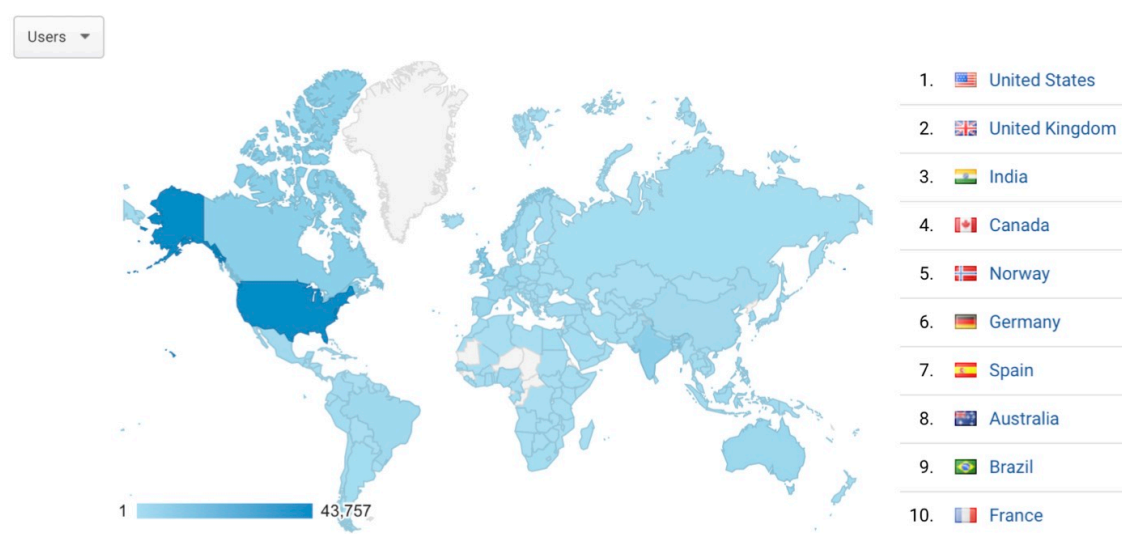 Users
1. United States
2. United Kingdom
3. India
4. Canada
5. Norway
6. Germany
7. Spain
8. Australia
9. Brazil
10. France
1 43,757